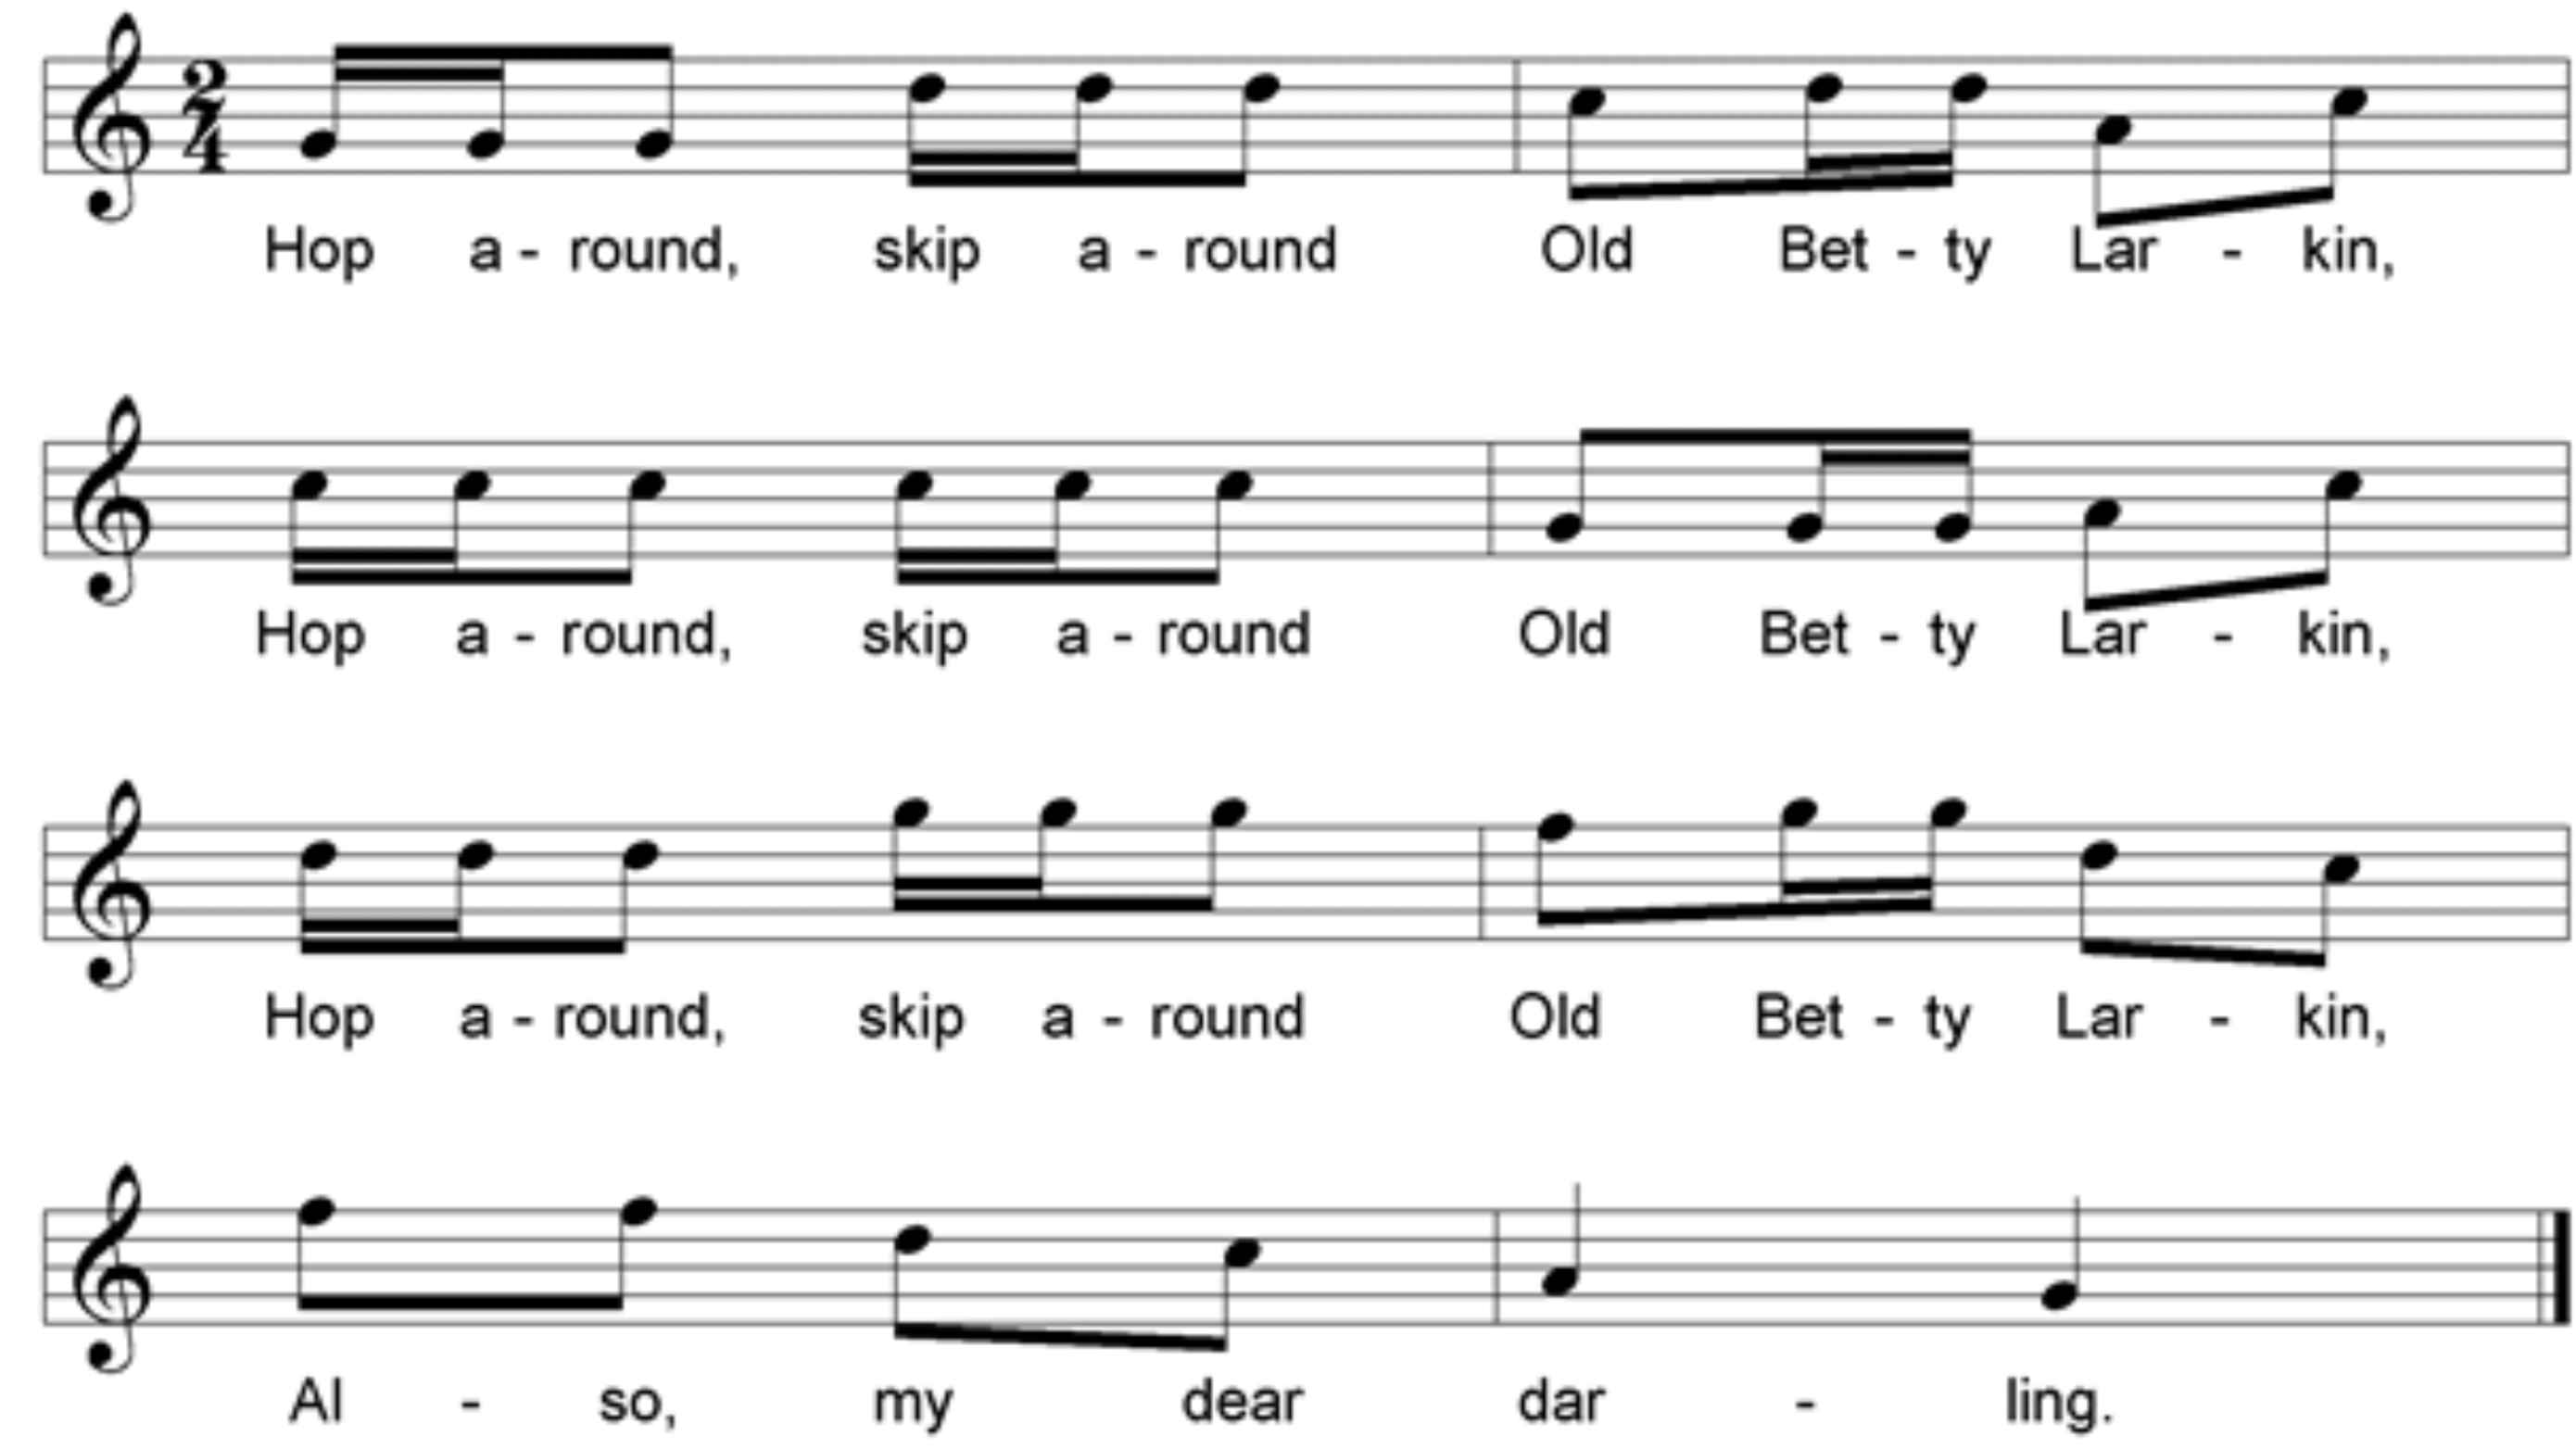 2
4
Hop a - round, skip a - round Old Bet - ty Lar - kin,
Hop a - round, skip a - round Old Bet - ty Lar - kin,
Hop a - round, skip a - round Old Bet - ty Lar - kin,
Al - so, my dear dar - ling.